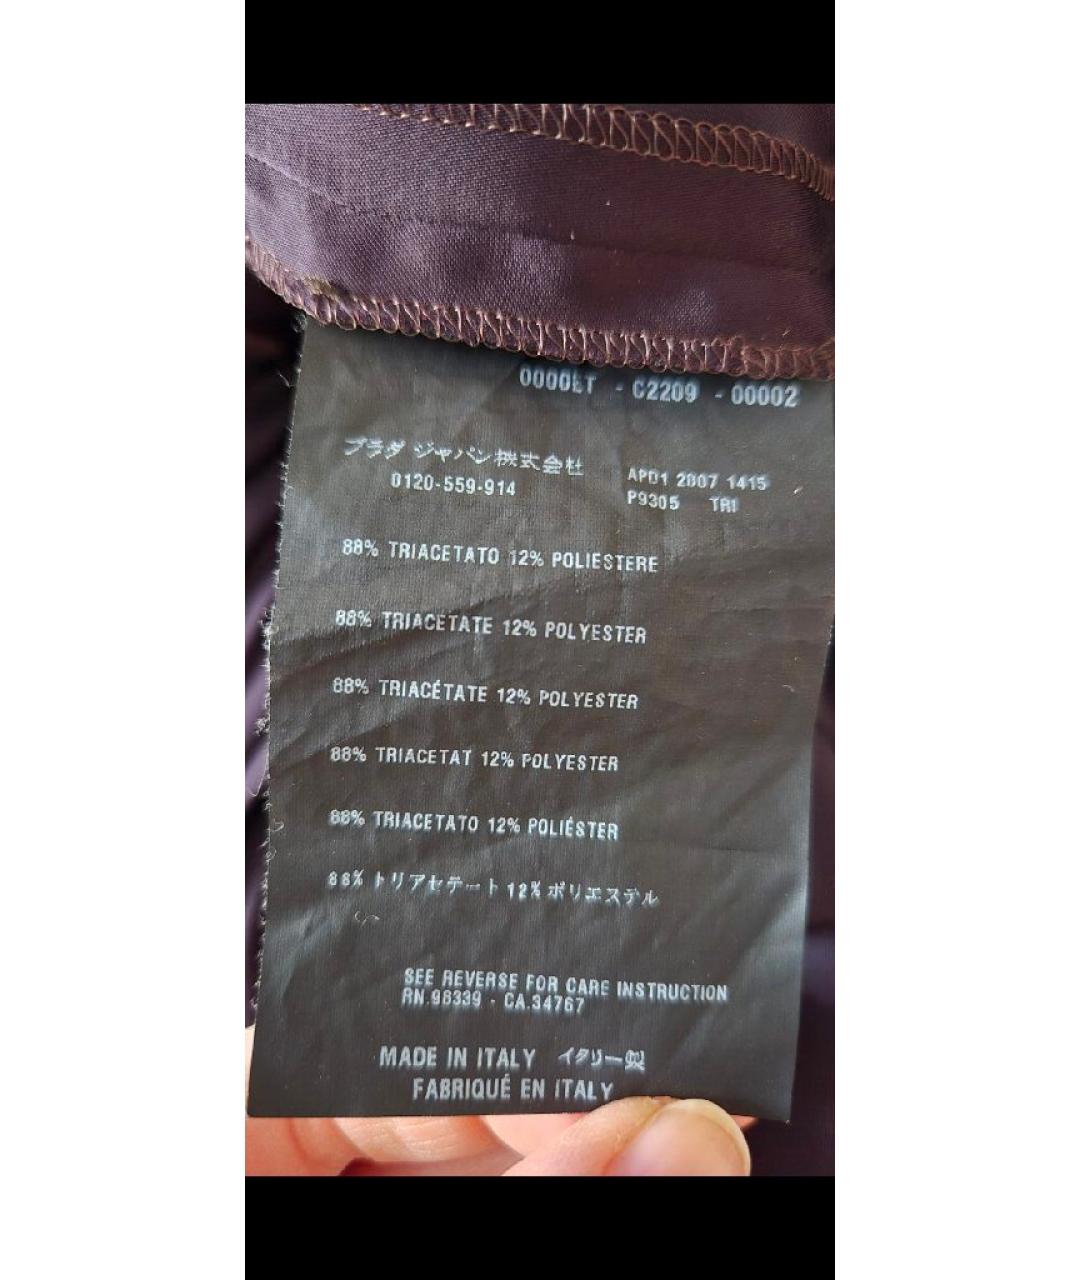 0000ET - C2209 - 00002
プラダ ジャパン株式会社
0120-559-914
APD1 2007 1415
P9305 TRI
88% TRIACETATO 12% POLIESTERE
88% TRIACETATE 12% POLYESTER
88% TRIACÉTATE 12% POLYESTER
88% TRIACETAT 12% POLYESTER
88% TRIACETATO 12% POLIÉSTER
88% トリアセテート 12% ポリエステル
SEE REVERSE FOR CARE INSTRUCTION
RN.98339 - CA.34767
MADE IN ITALY イタリー製
FABRIQUÉ EN ITALY